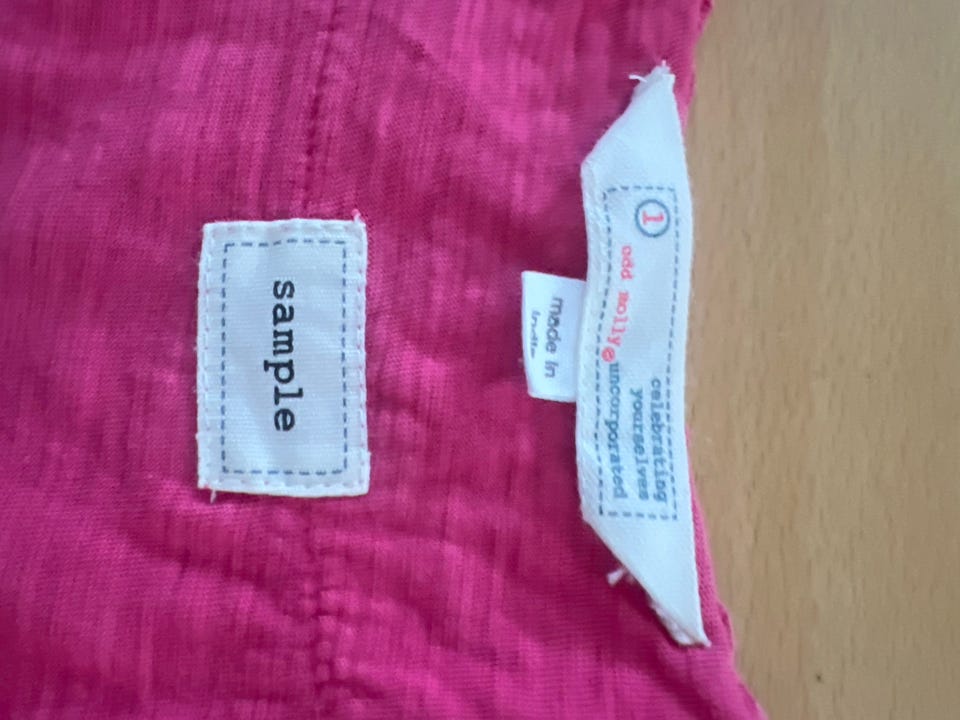 1
odd molly
celebrating
yourselves
uncorporated
made in
sample